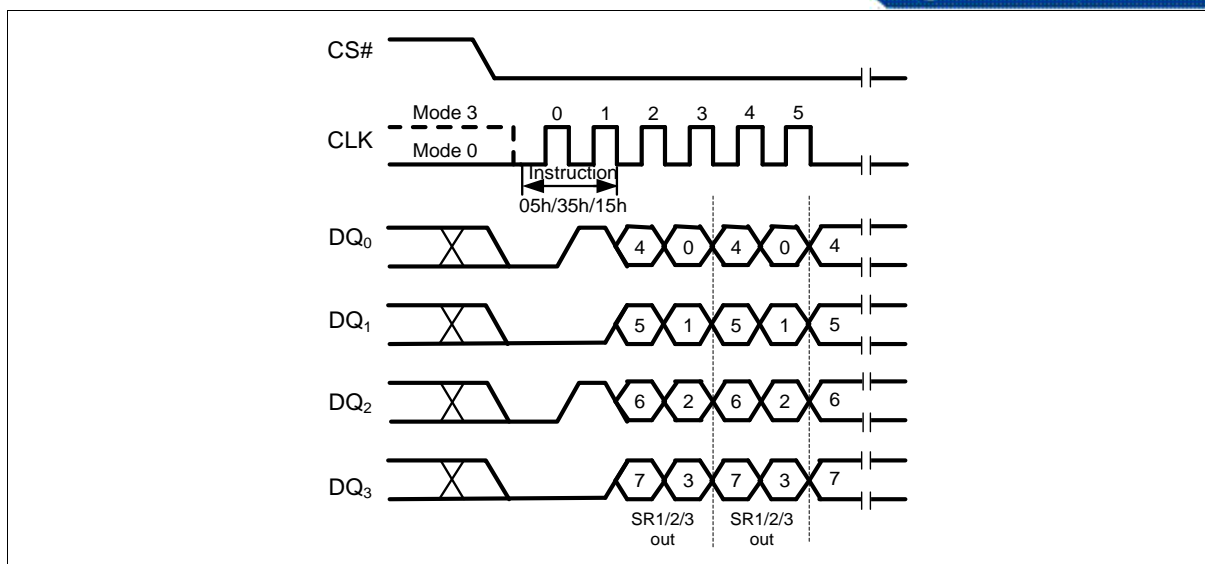 CS#
Mode 3 0 1 2 3 4 5
CLK
Mode 0
Instruction
05h/35h/15h
DQ0 4 0 4 0 4
DQ1 5 1 5 1 5
DQ2 6 2 6 2 6
DQ3 7 3 7 3 7
SR1/2/3 SR1/2/3
out out